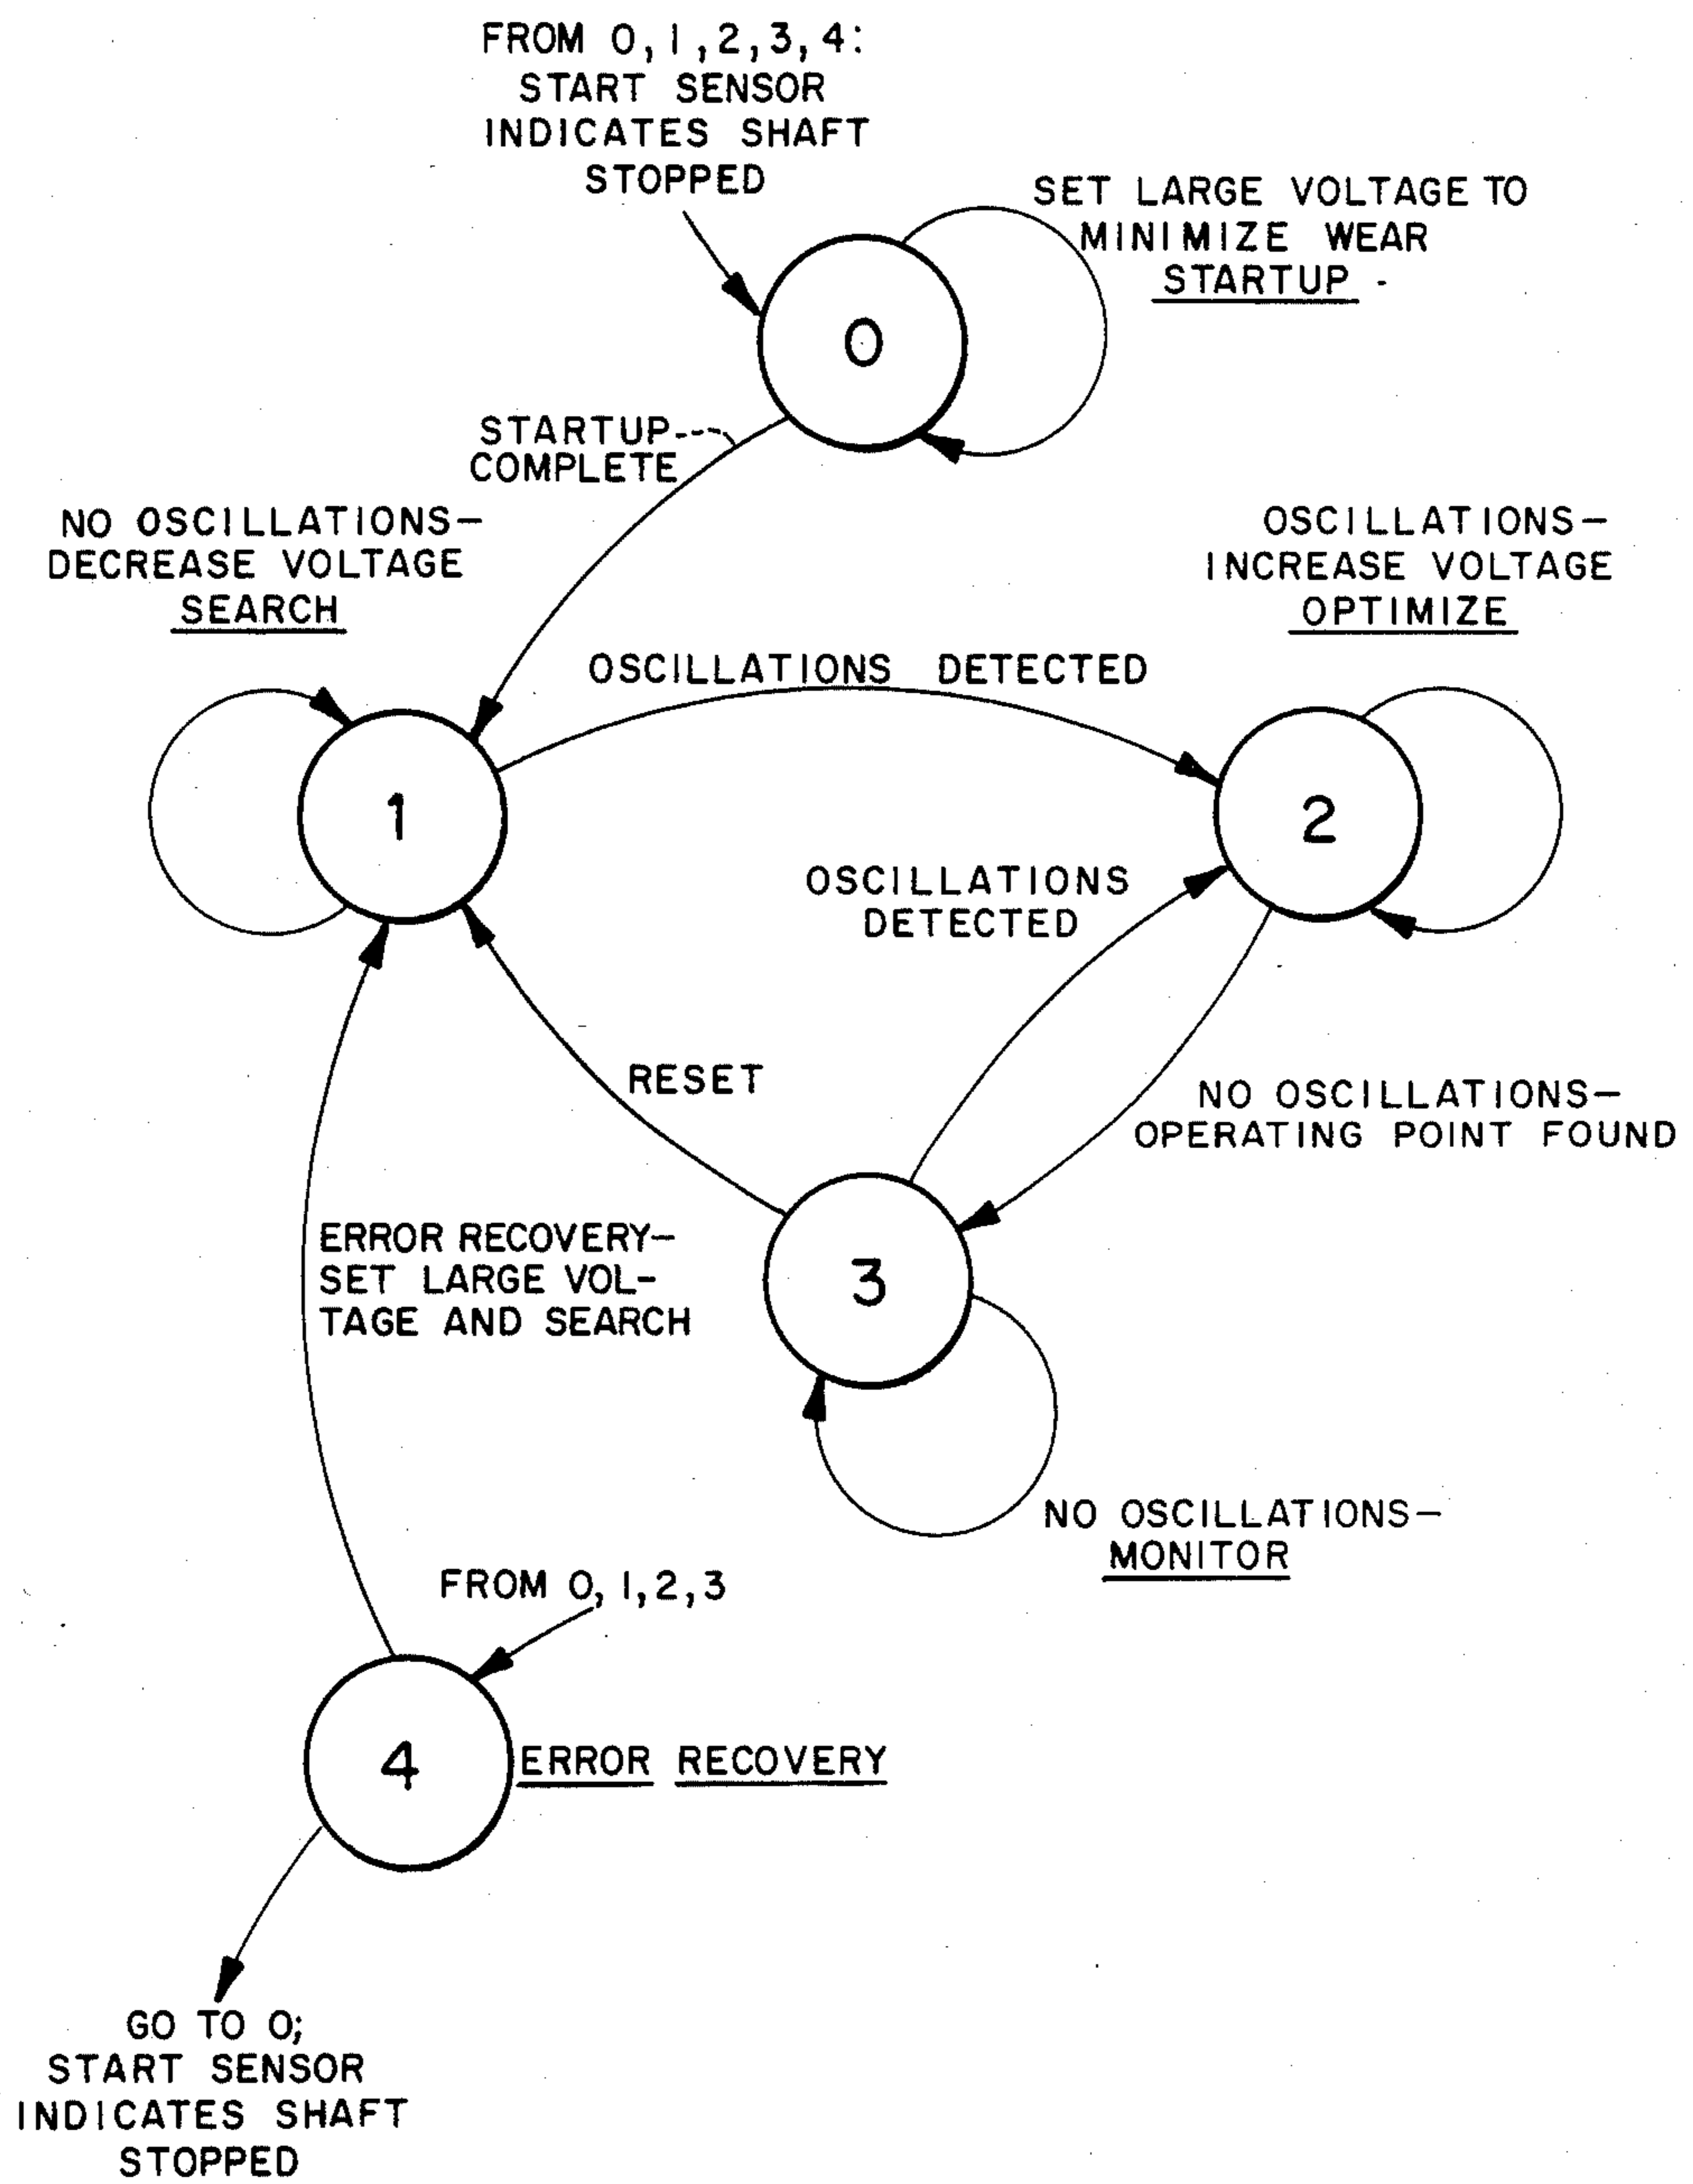 FROM 0, 1, 2, 3, 4:
START SENSOR
INDICATES SHAFT
STOPPED
SET LARGE VOLTAGE TO
MINIMIZE WEAR
STARTUP
0
STARTUP
COMPLETE
NO OSCILLATIONS—
DECREASE VOLTAGE
SEARCH
OSCILLATIONS—
INCREASE VOLTAGE
OPTIMIZE
OSCILLATIONS DETECTED
1
2
OSCILLATIONS
DETECTED
RESET
NO OSCILLATIONS—
OPERATING POINT FOUND
ERROR RECOVERY—
SET LARGE VOL-
TAGE AND SEARCH
3
NO OSCILLATIONS—
MONITOR
FROM 0, 1, 2, 3
4
ERROR RECOVERY
GO TO 0;
START SENSOR
INDICATES SHAFT
STOPPED